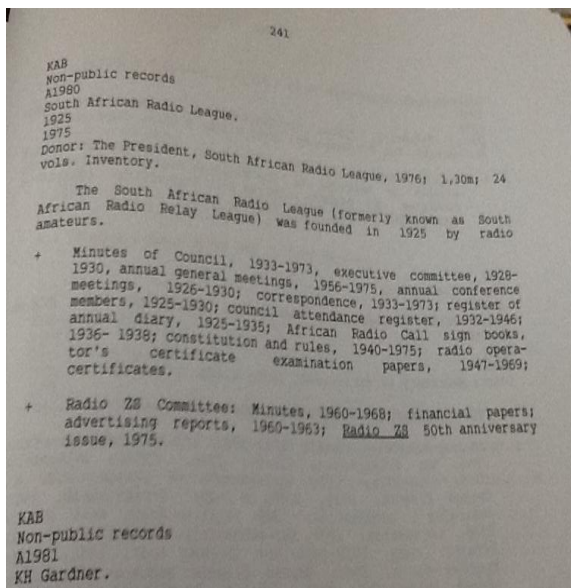 241
KAB
Non-public records
A1980
South African Radio League.
1925
1975
Donor: The President, South African Radio League, 1976; 1,30m; 24
vols. Inventory.
The South African Radio League (formerly known as South
African Radio Relay League) was founded in 1925 by radio
amateurs.
+ Minutes of Council, 1933-1973, executive committee, 1928-
1930, annual general meetings, 1956-1975, annual conference
meetings, 1926-1930; correspondence, 1933-1973; register of
members, 1925-1930; council attendance register, 1932-1946;
annual diary, 1925-1935; African Radio Call sign books,
1936- 1938; constitution and rules, 1940-1975; radio opera-
tor's certificate examination papers, 1947-1969;
certificates.
+ Radio ZS Committee: Minutes, 1960-1968; financial papers;
advertising reports, 1960-1963; Radio ZS 50th anniversary
issue, 1975.
KAB
Non-public records
A1981
KH Gardner.